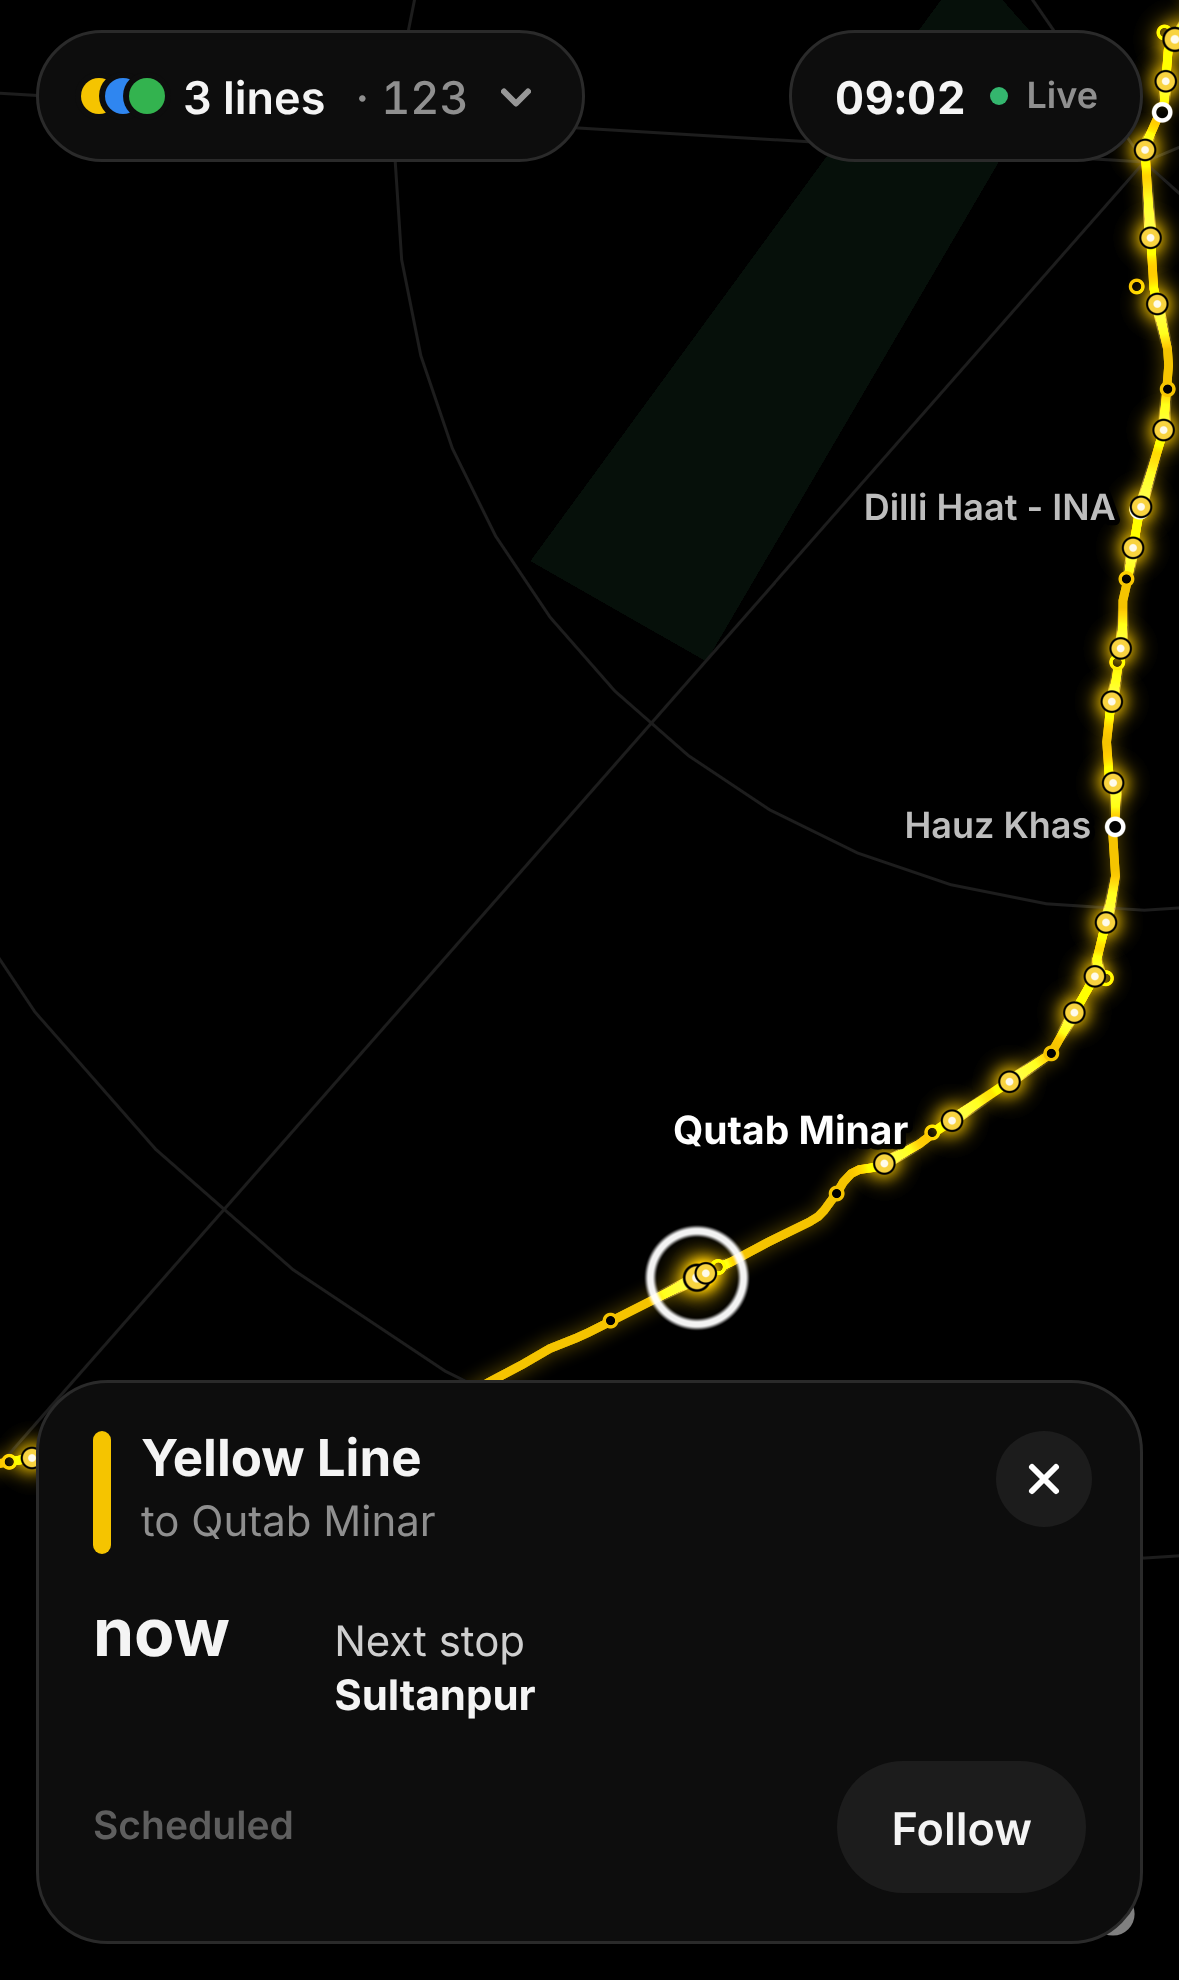 3 lines · 123
09:02 Live
Dilli Haat - INA
Hauz Khas
Qutab Minar
Yellow Line
to Qutab Minar
now
Next stop
Sultanpur
Scheduled
Follow